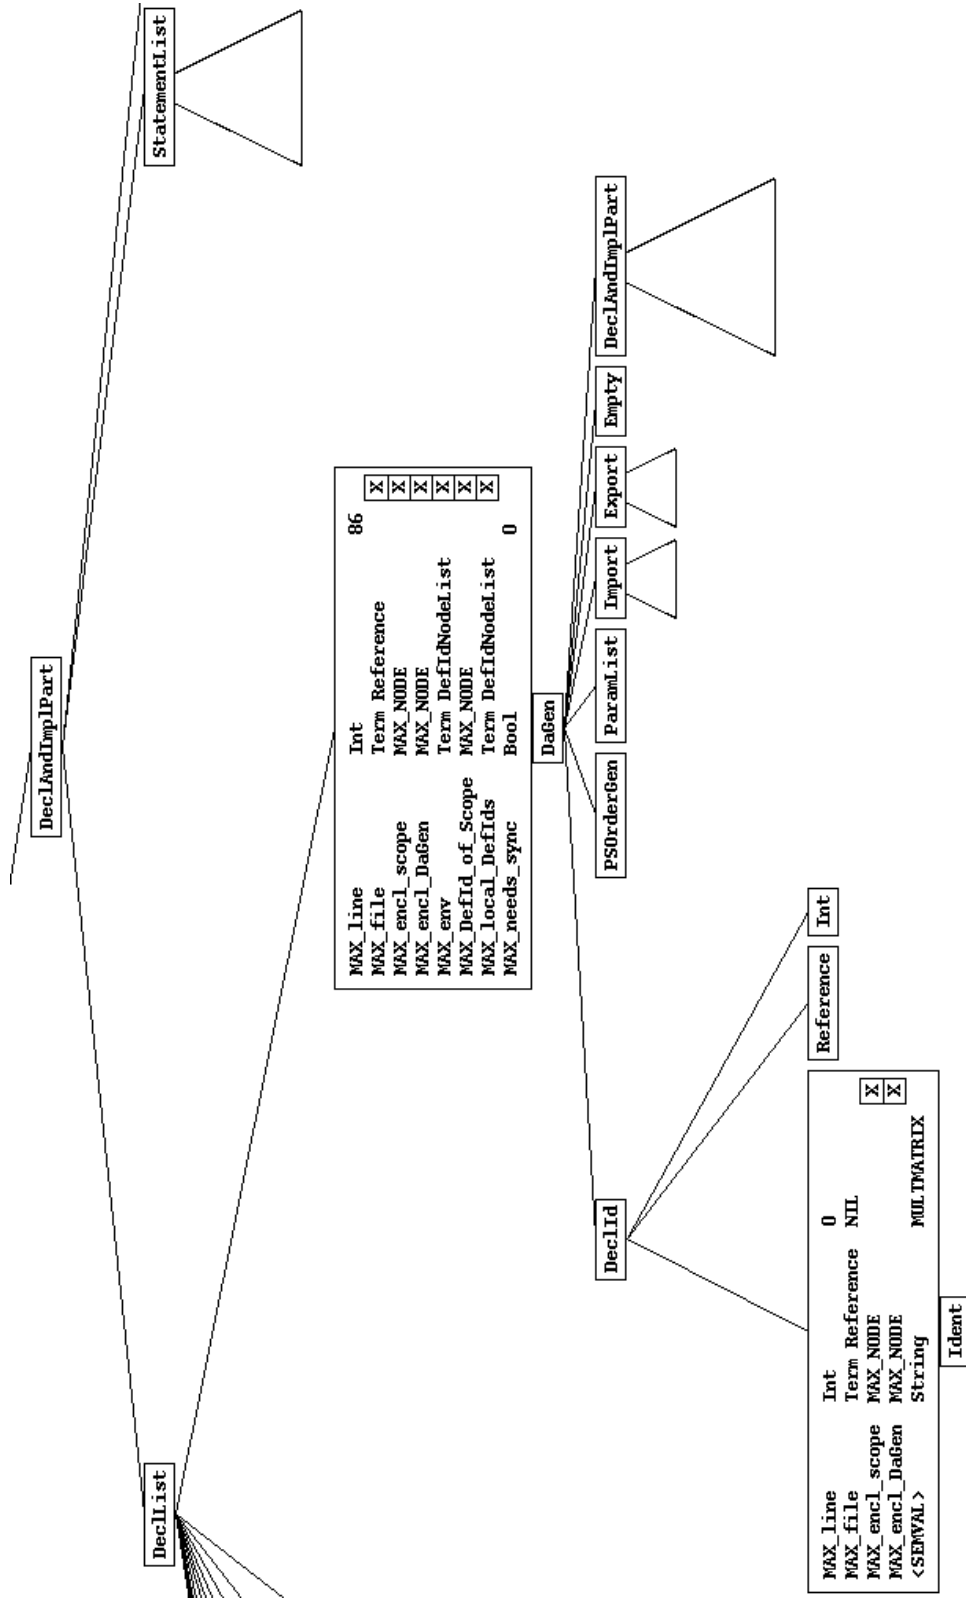 DeclAndImplPart
DeclList
StatementList
MAX_line Int 86
MAX_file Term Reference X
MAX_encl_scope MAX_NODE X
MAX_encl_DaGen MAX_NODE X
MAX_env Term DefIdNodeList X
MAX_DefId_of_Scope MAX_NODE X
MAX_local_DefIds Term DefIdNodeList X
MAX_needs_sync Bool 0
DaGen
DeclId
PSOrderGen
ParamList
Import
Export
Empty
DeclAndImplPart
MAX_line Int 0
MAX_file Term Reference NIL
MAX_encl_scope MAX_NODE X
MAX_encl_DaGen MAX_NODE X
<SEMVAL> String MULTMATRIX
Ident
Reference
Int